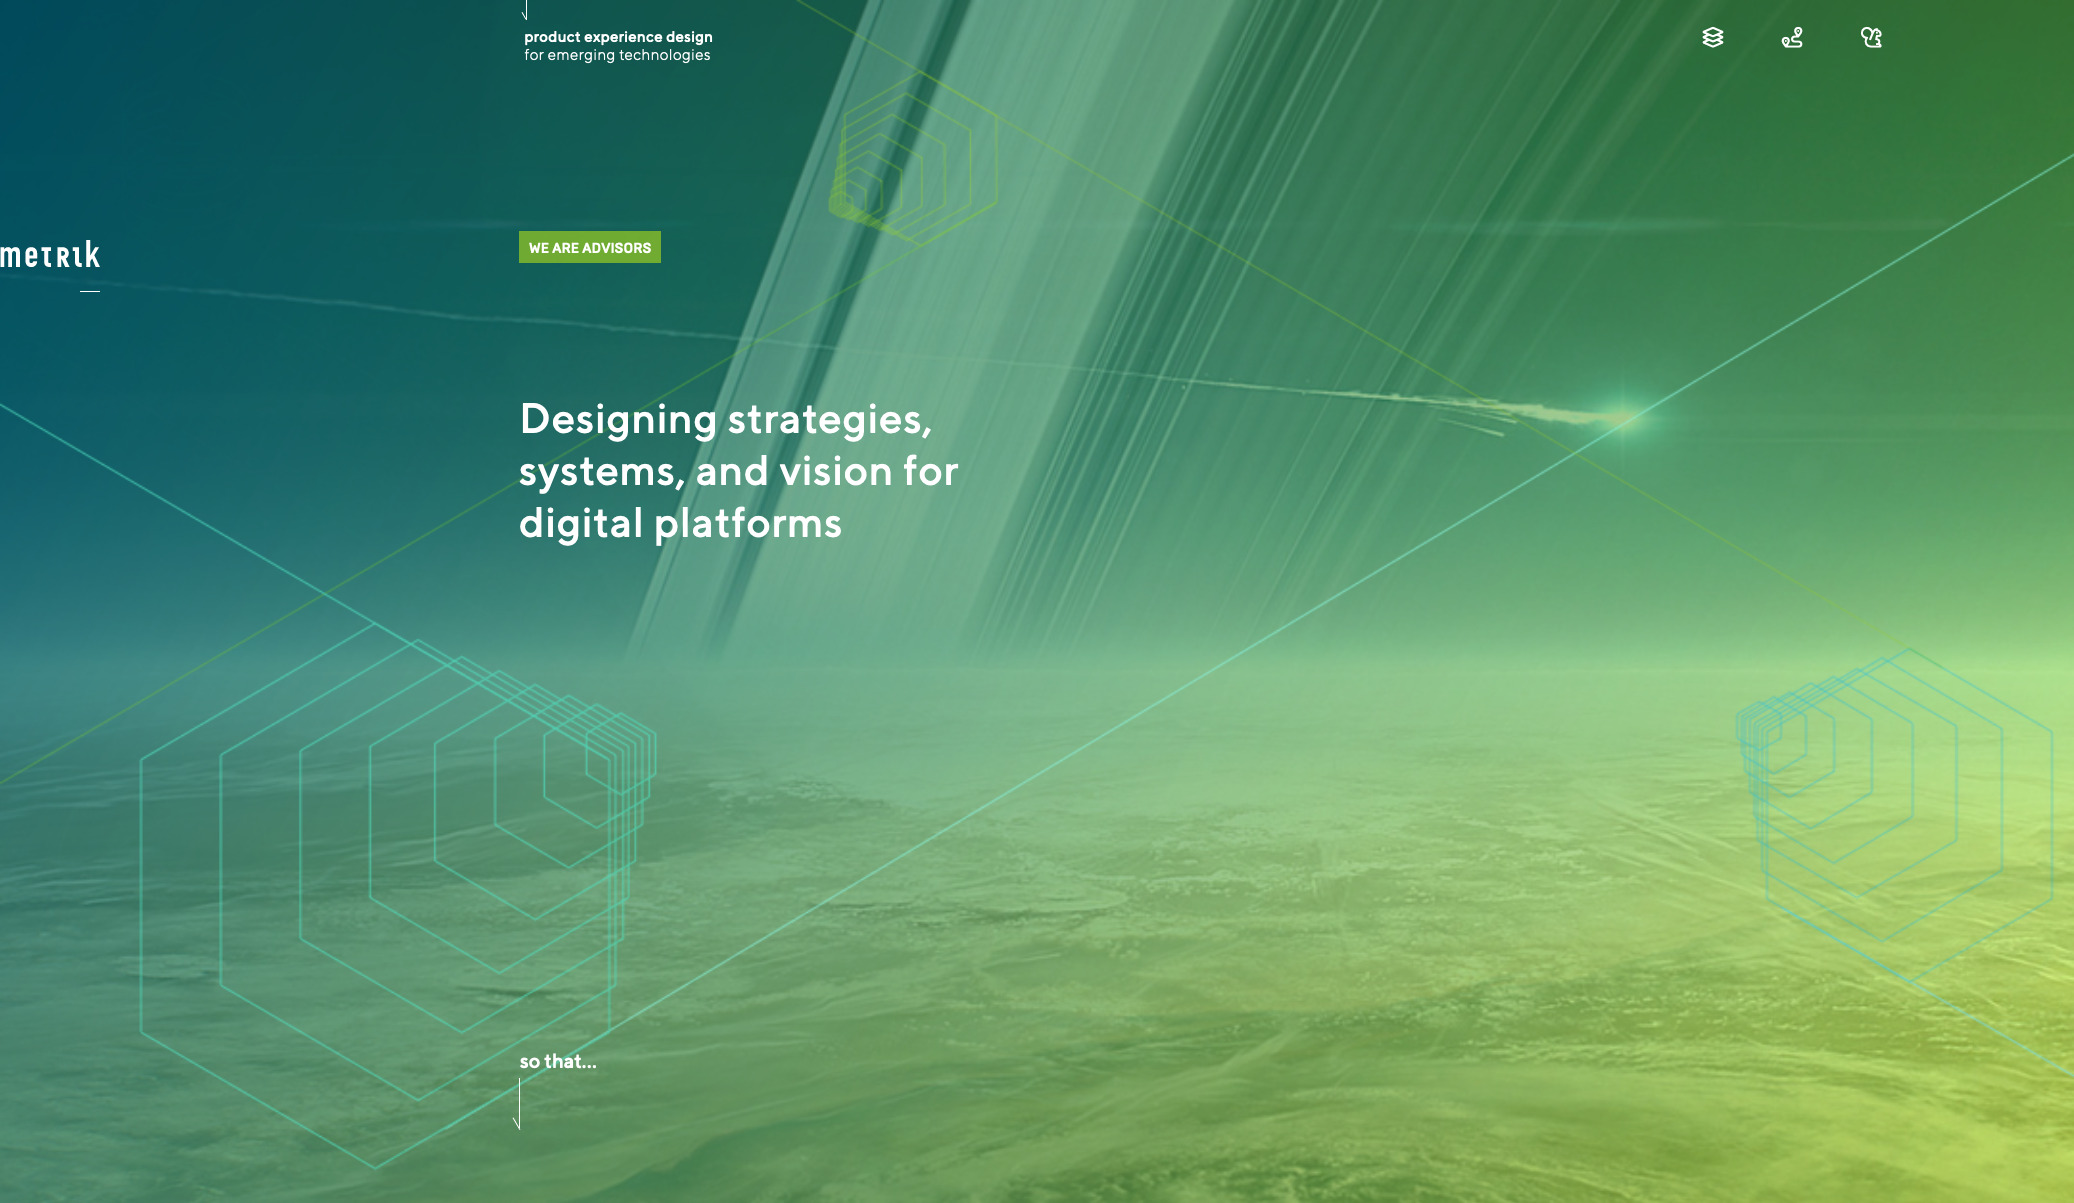 product experience design
for emerging technologies
metrik
WE ARE ADVISORS
Designing strategies,
systems, and vision for
digital platforms
so that...